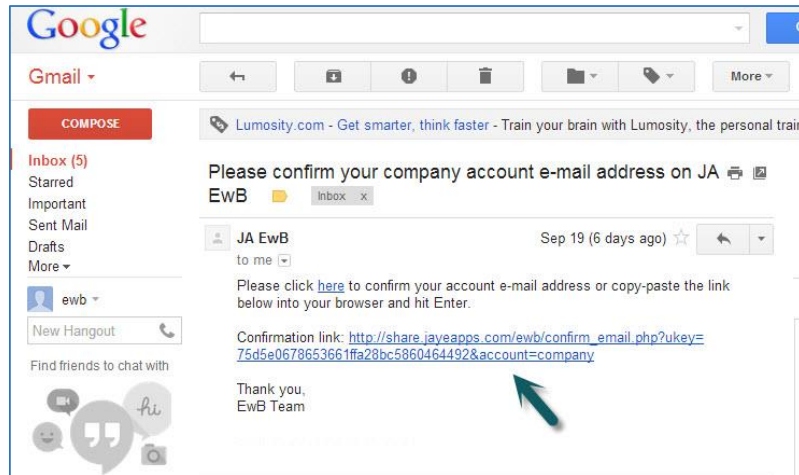 Google
Gmail
More
COMPOSE
Lumosity.com - Get smarter, think faster - Train your brain with Lumosity, the personal
Inbox (5)
Starred
Important
Sent Mail
Drafts
More
Please confirm your company account e-mail address on JA
EwB Inbox x
JA EwB Sep 19 (6 days ago)
to me
Please click here to confirm your account e-mail address or copy-paste the link
below into your browser and hit Enter.
Confirmation link: http://share.jayeapps.com/ewb/confirm_email.php?ukey=
75d5e0678653661ffa28bc5860464492&account=company
Thank you,
EwB Team
ewb
New Hangout
Find friends to chat with
hi